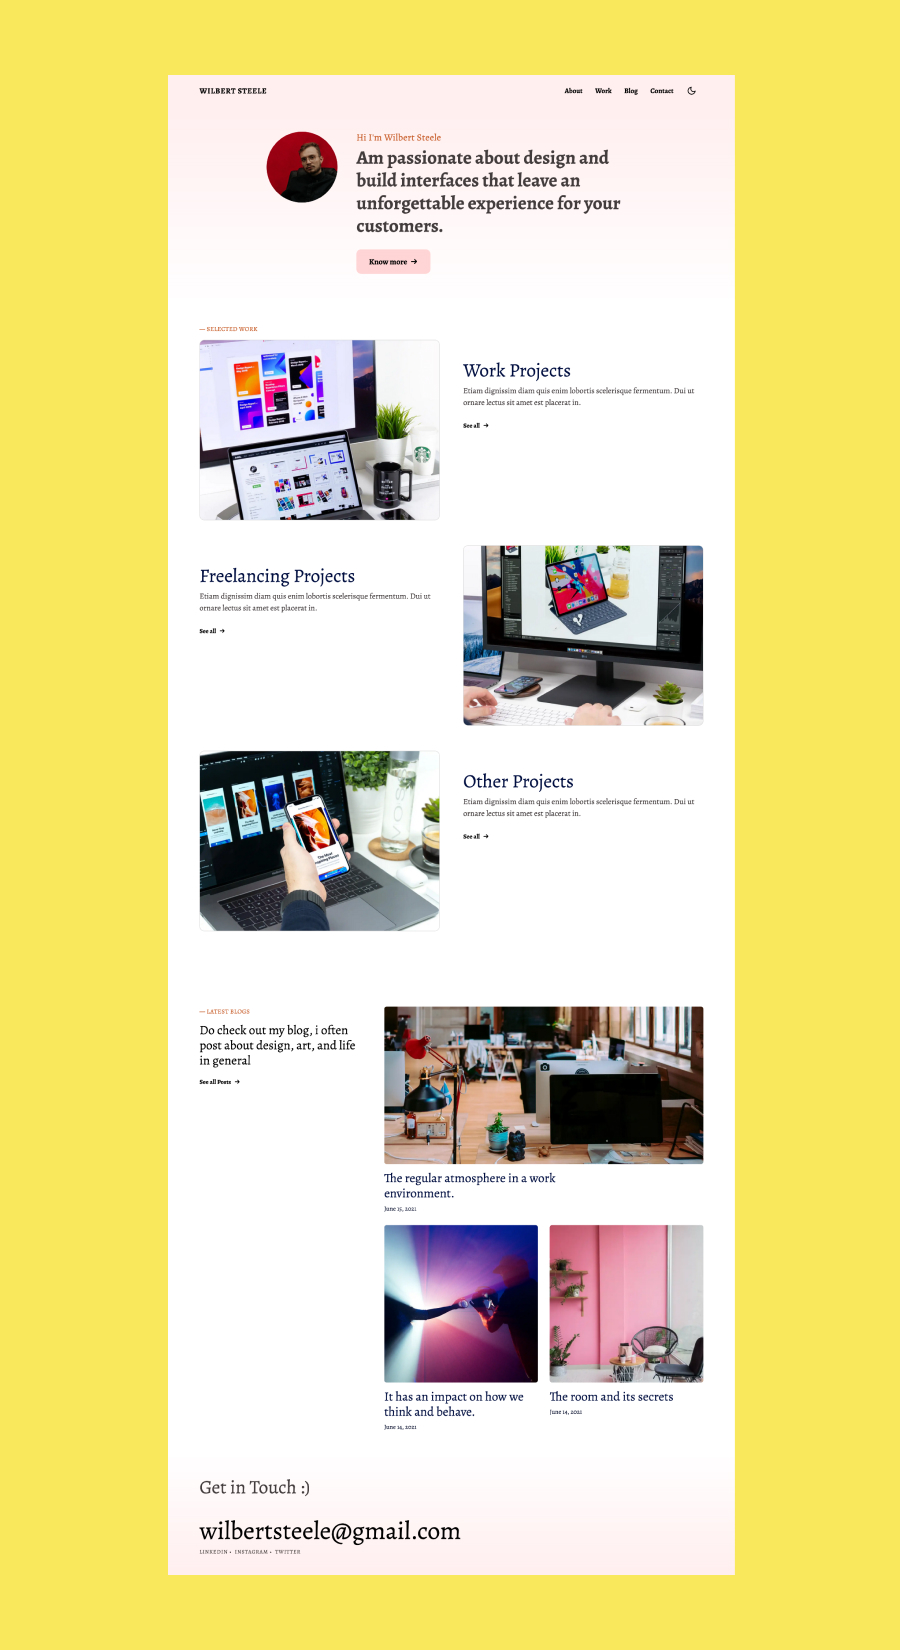 WILBERT STEELE
About Work Blog Contact
Hi I'm Wilbert Steele
Am passionate about design and
build interfaces that leave an
unforgettable experience for your
customers.
Know more
— SELECTED WORK
Work Projects
Etiam dignissim diam quis enim lobortis scelerisque fermentum. Dui ut
ornare lectus sit amet est placerat in.
See all
Freelancing Projects
Etiam dignissim diam quis enim lobortis scelerisque fermentum. Dui ut
ornare lectus sit amet est placerat in.
See all
Other Projects
Etiam dignissim diam quis enim lobortis scelerisque fermentum. Dui ut
ornare lectus sit amet est placerat in.
See all
— LATEST BLOGS
Do check out my blog, i often
post about design, art, and life
in general
See all Posts
The regular atmosphere in a work
environment.
June 15, 2021
It has an impact on how we
think and behave.
June 14, 2021
The room and its secrets
June 14, 2021
Get in Touch :)
wilbertsteele@gmail.com
LINKEDIN • INSTAGRAM • TWITTER